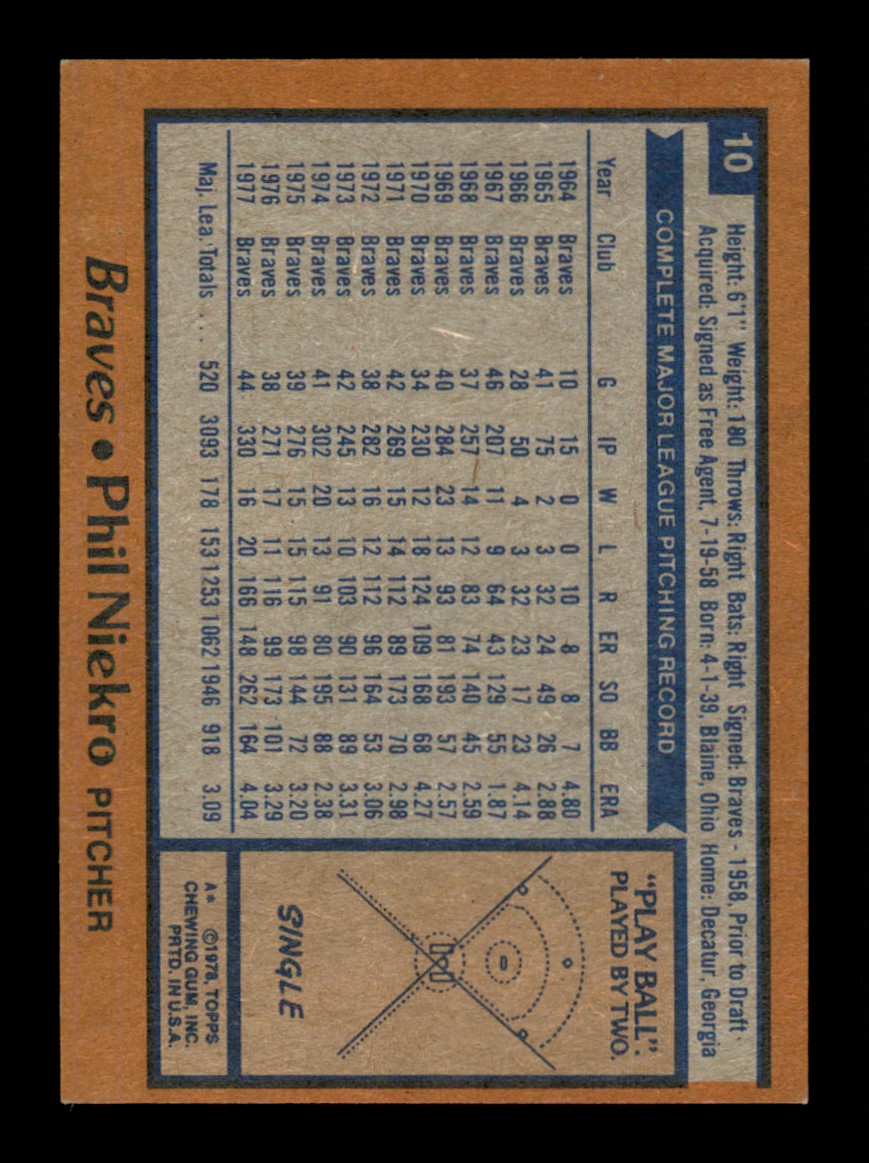 10
Height: 6'1" Weight: 180 Throws: Right Bats: Right Signed: Braves - 1958, Prior to Draft
Acquired: Signed as Free Agent, 7-19-58 Born: 4-1-39, Blaine, Ohio Home: Decatur, Georgia
COMPLETE MAJOR LEAGUE PITCHING RECORD
Year Club G IP W L R ER SO BB ERA
1964 Braves 10 15 0 0 10 8 8 7 4.80
1965 Braves 41 75 2 3 32 24 49 26 2.88
1966 Braves 28 50 4 3 32 23 17 23 4.14
1967 Braves 46 207 11 9 64 43 129 55 1.87
1968 Braves 37 257 14 12 83 74 140 45 2.59
1969 Braves 40 284 23 13 93 81 193 57 2.57
1970 Braves 34 230 12 18 124 109 168 68 4.27
1971 Braves 42 269 15 14 112 89 173 70 2.98
1972 Braves 38 282 16 12 112 96 164 53 3.06
1973 Braves 42 245 13 10 103 90 131 89 3.31
1974 Braves 41 302 20 13 91 80 195 88 2.38
1975 Braves 39 276 15 15 115 98 144 72 3.20
1976 Braves 38 271 17 11 116 99 173 101 3.29
1977 Braves 44 330 16 20 166 148 262 164 4.04
Maj. Lea. Totals ... 520 3093 178 153 1253 1062 1946 918 3.09
"PLAY BALL".
PLAYED BY TWO.
SINGLE
A* ©1978, TOPPS
CHEWING GUM, INC.
PRTD. IN U.S.A.
Braves • Phil Niekro PITCHER